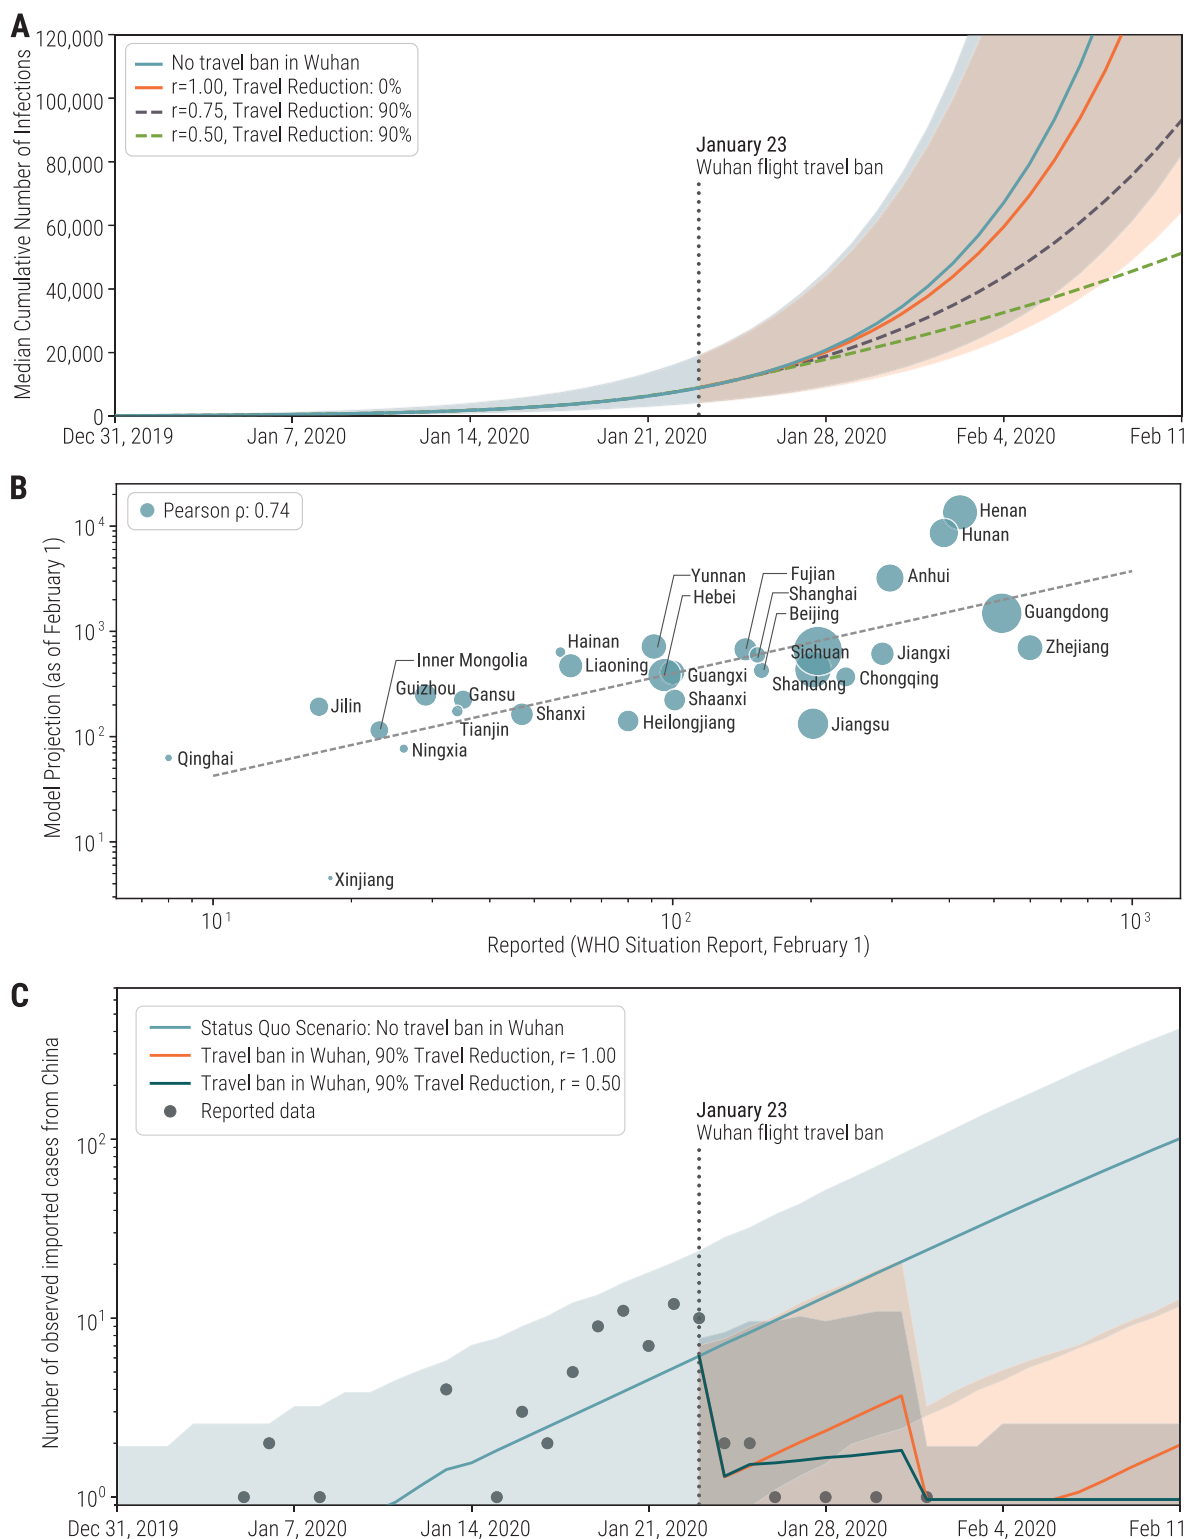 A
Median Cumulative Number of Infections
120,000
100,000
80,000
60,000
40,000
20,000
0
No travel ban in Wuhan
r=1.00, Travel Reduction: 0%
r=0.75, Travel Reduction: 90%
r=0.50, Travel Reduction: 90%
January 23
Wuhan flight travel ban
Dec 31, 2019 Jan 7, 2020 Jan 14, 2020 Jan 21, 2020 Jan 28, 2020 Feb 4, 2020 Feb 11
B
Model Projection (as of February 1)
Pearson ρ: 0.74
10⁴
10³
10²
10¹
Henan
Hunan
Yunnan
Fujian
Anhui
Hebei
Shanghai
Beijing
Guangdong
Hainan
Zhejiang
Inner Mongolia
Liaoning
Sichuan
Jiangxi
Guangxi
Guizhou
Gansu
Shandong
Chongqing
Jilin
Shaanxi
Shanxi
Tianjin
Heilongjiang
Jiangsu
Ningxia
Qinghai
Xinjiang
10¹ 10² 10³
Reported (WHO Situation Report, February 1)
C
Number of observed imported cases from China
Status Quo Scenario: No travel ban in Wuhan
Travel ban in Wuhan, 90% Travel Reduction, r= 1.00
Travel ban in Wuhan, 90% Travel Reduction, r = 0.50
Reported data
January 23
Wuhan flight travel ban
10²
10¹
10⁰
Dec 31, 2019 Jan 7, 2020 Jan 14, 2020 Jan 21, 2020 Jan 28, 2020 Feb 4, 2020 Feb 11